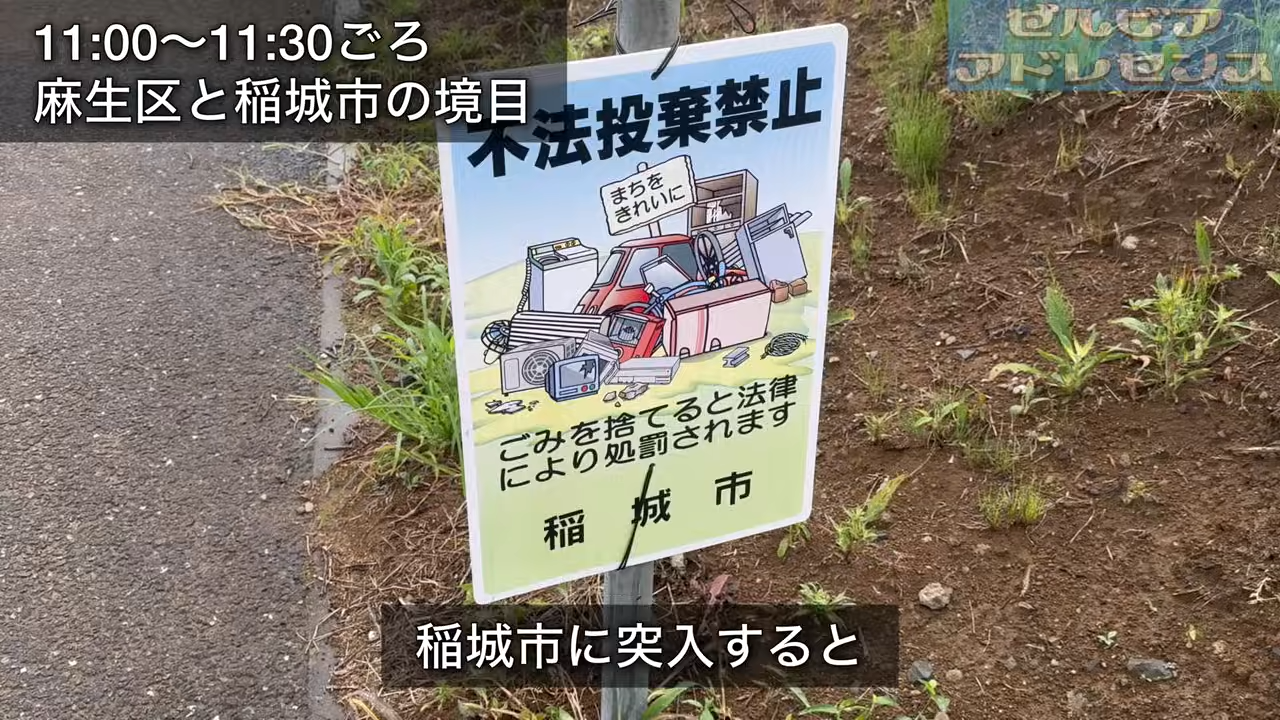 11:00〜11:30ごろ
麻生区と稲城市の境目
ゼルビア
アドレセンス
不法投棄禁止
まちを
きれいに
ごみを捨てると法律
により処罰されます
稲城市
稲城市に突入すると